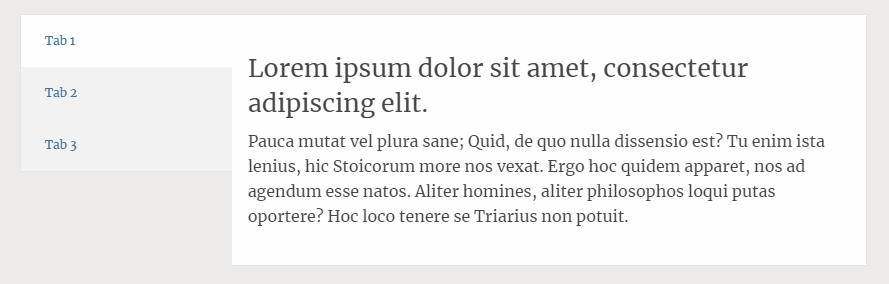 Tab 1
Tab 2
Tab 3
Lorem ipsum dolor sit amet, consectetur
adipiscing elit.
Pauca mutat vel plura sane; Quid, de quo nulla dissensio est? Tu enim ista
lenius, hic Stoicorum more nos vexat. Ergo hoc quidem apparet, nos ad
agendum esse natos. Aliter homines, aliter philosophos loqui putas
oportere? Hoc loco tenere se Triarius non potuit.